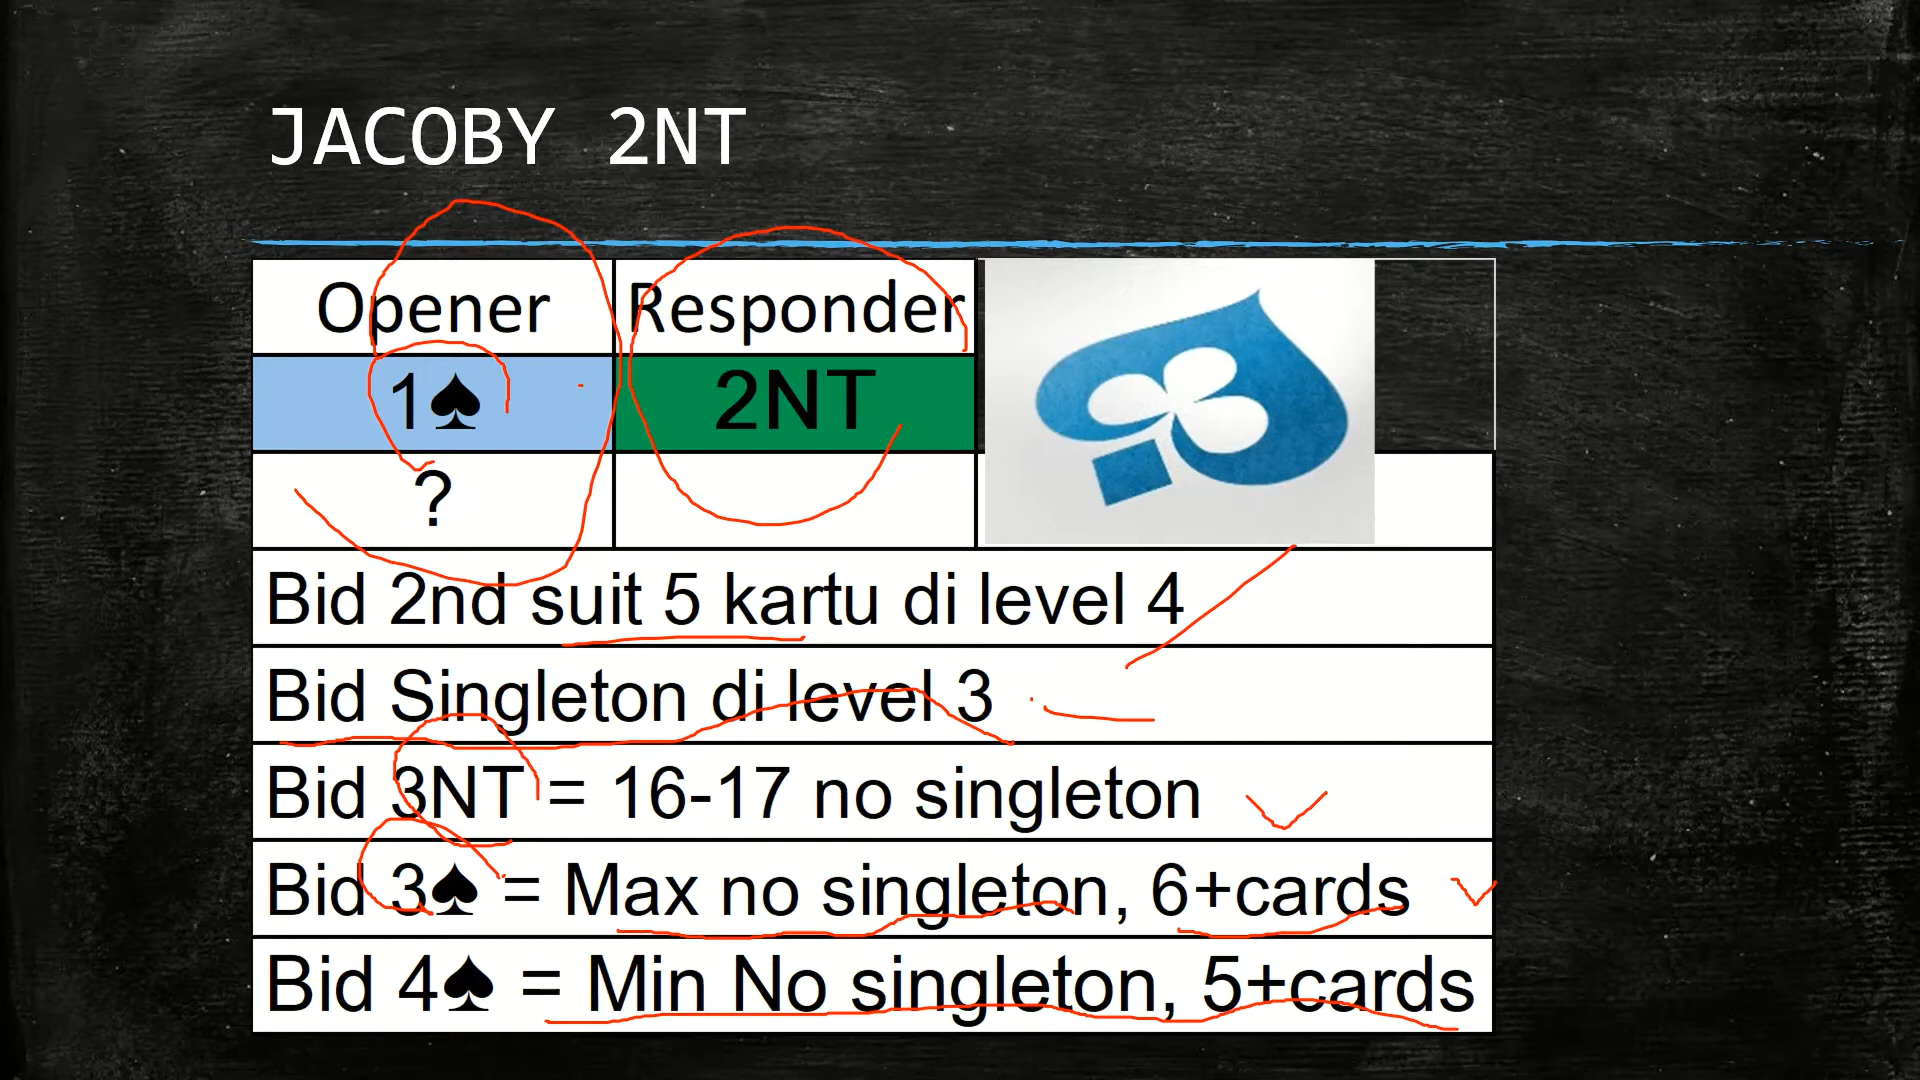 JACOBY 2NT
Opener Responder
1♠ 2NT
?
Bid 2nd suit 5 kartu di level 4
Bid Singleton di level 3
Bid 3NT = 16-17 no singleton
Bid 3♠ = Max no singleton, 6+cards
Bid 4♠ = Min No singleton, 5+cards